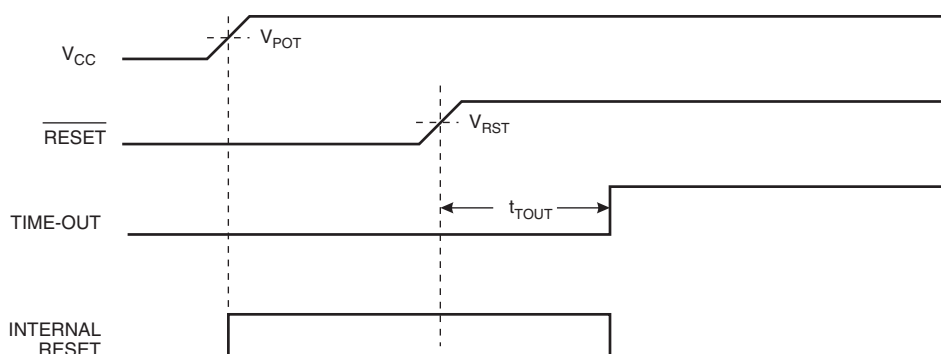 V_CC
V_POT
RESET
V_RST
TIME-OUT
t_TOUT
INTERNAL
RESET